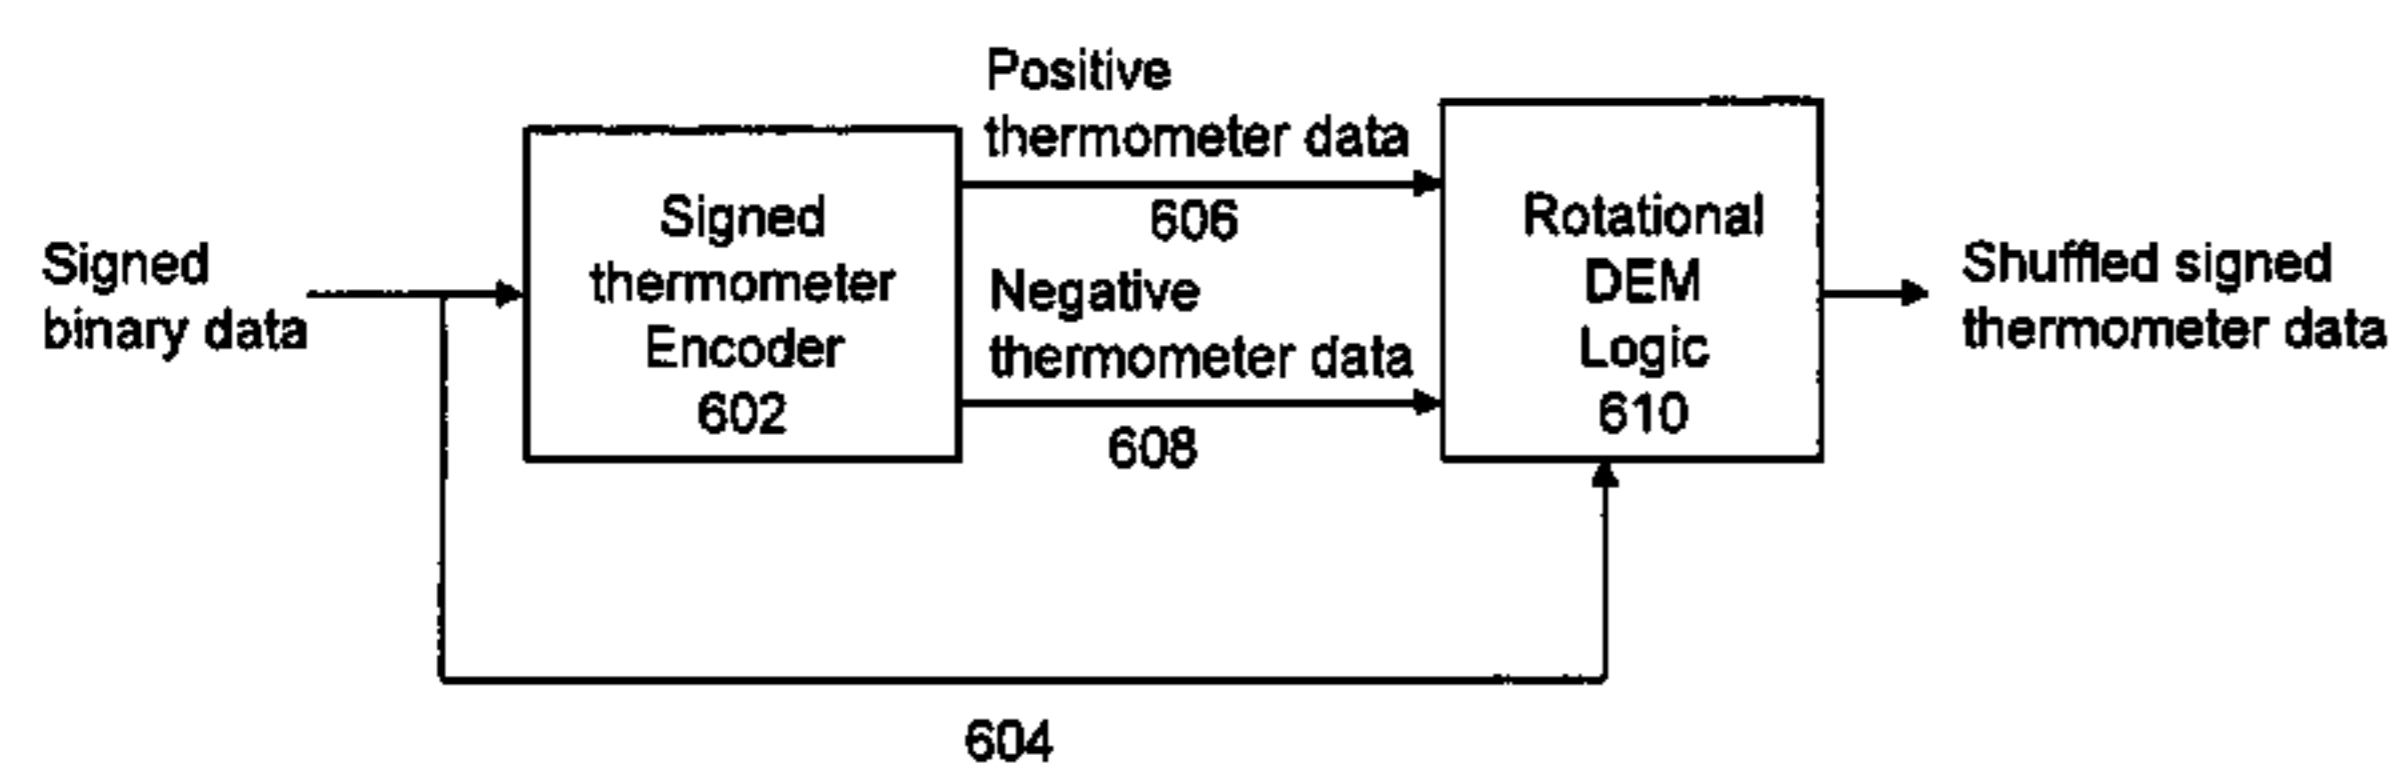 Signed
binary data
Signed
thermometer
Encoder
602
Positive
thermometer data
606
Negative
thermometer data
608
Rotational
DEM
Logic
610
Shuffled signed
thermometer data
604